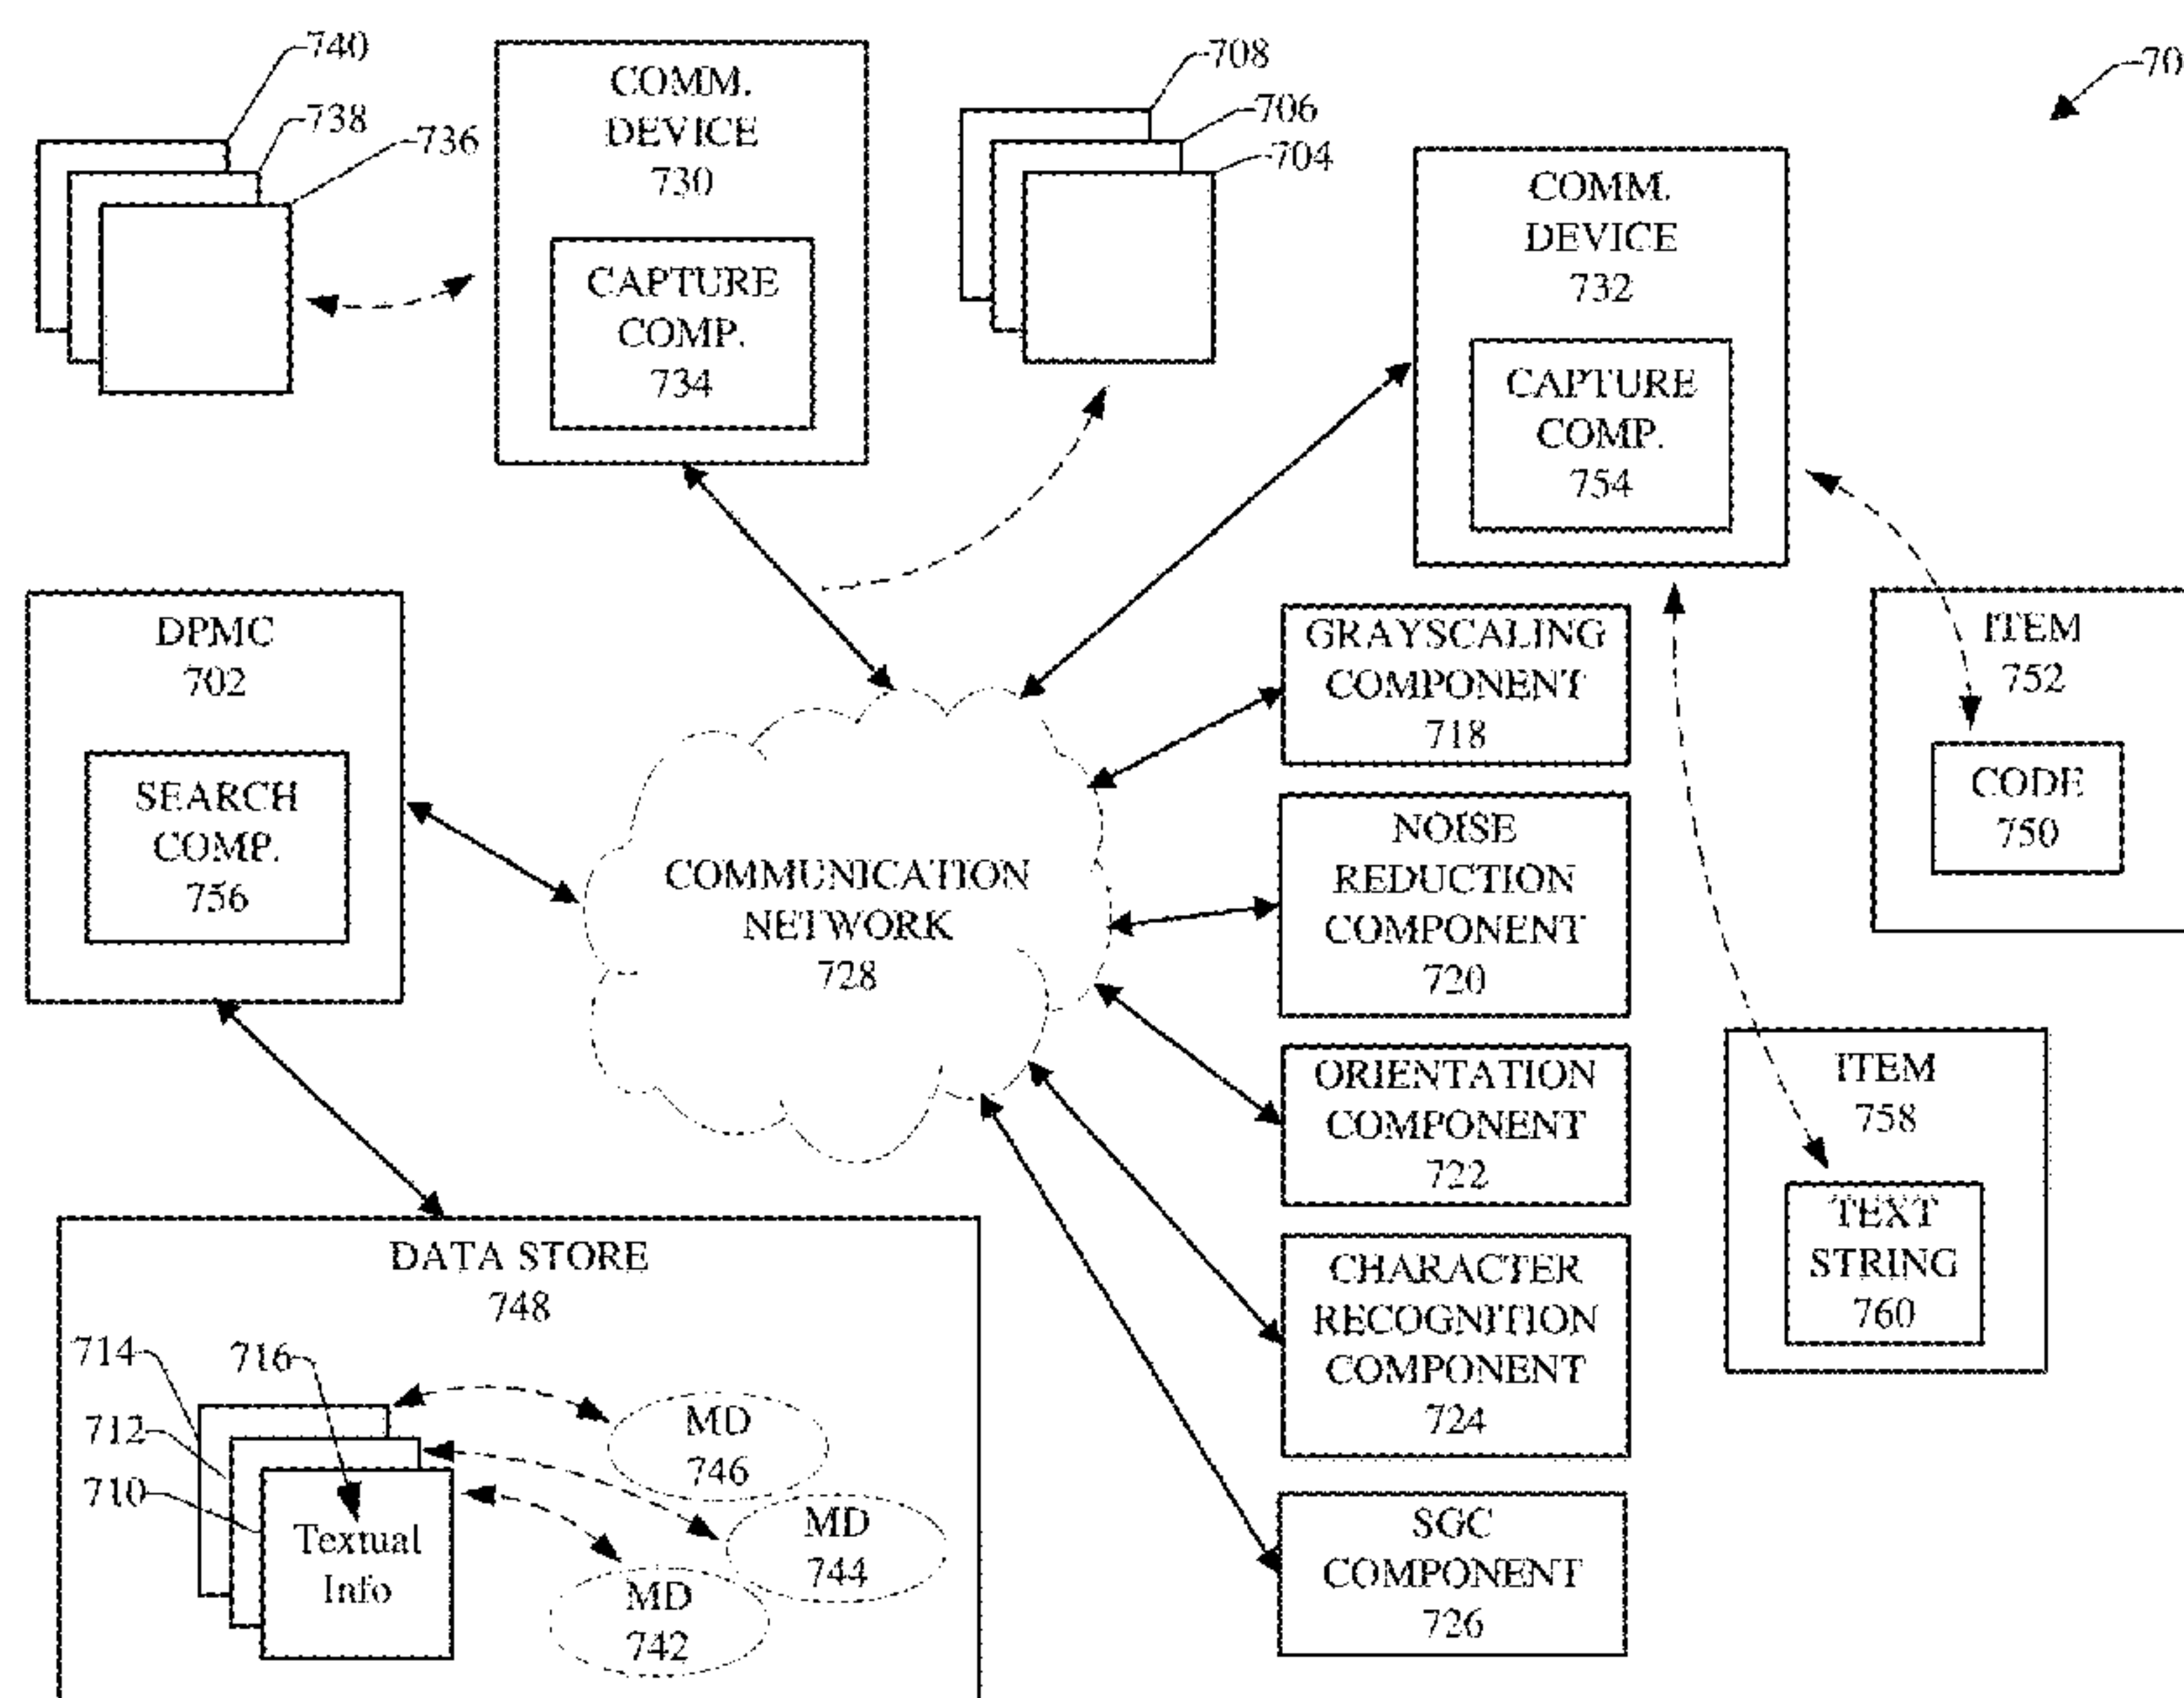 740
738
736
COMM.
DEVICE
730
CAPTURE
COMP.
734
708
706
704
70
COMM.
DEVICE
732
CAPTURE
COMP.
754
DPMC
702
SEARCH
COMP.
756
COMMUNICATION
NETWORK
728
GRAYSCALING
COMPONENT
718
NOISE
REDUCTION
COMPONENT
720
ORIENTATION
COMPONENT
722
CHARACTER
RECOGNITION
COMPONENT
724
SGC
COMPONENT
726
ITEM
752
CODE
750
ITEM
758
TEXT
STRING
760
DATA STORE
748
714
716
712
710
Textual
Info
MD
746
MD
744
MD
742